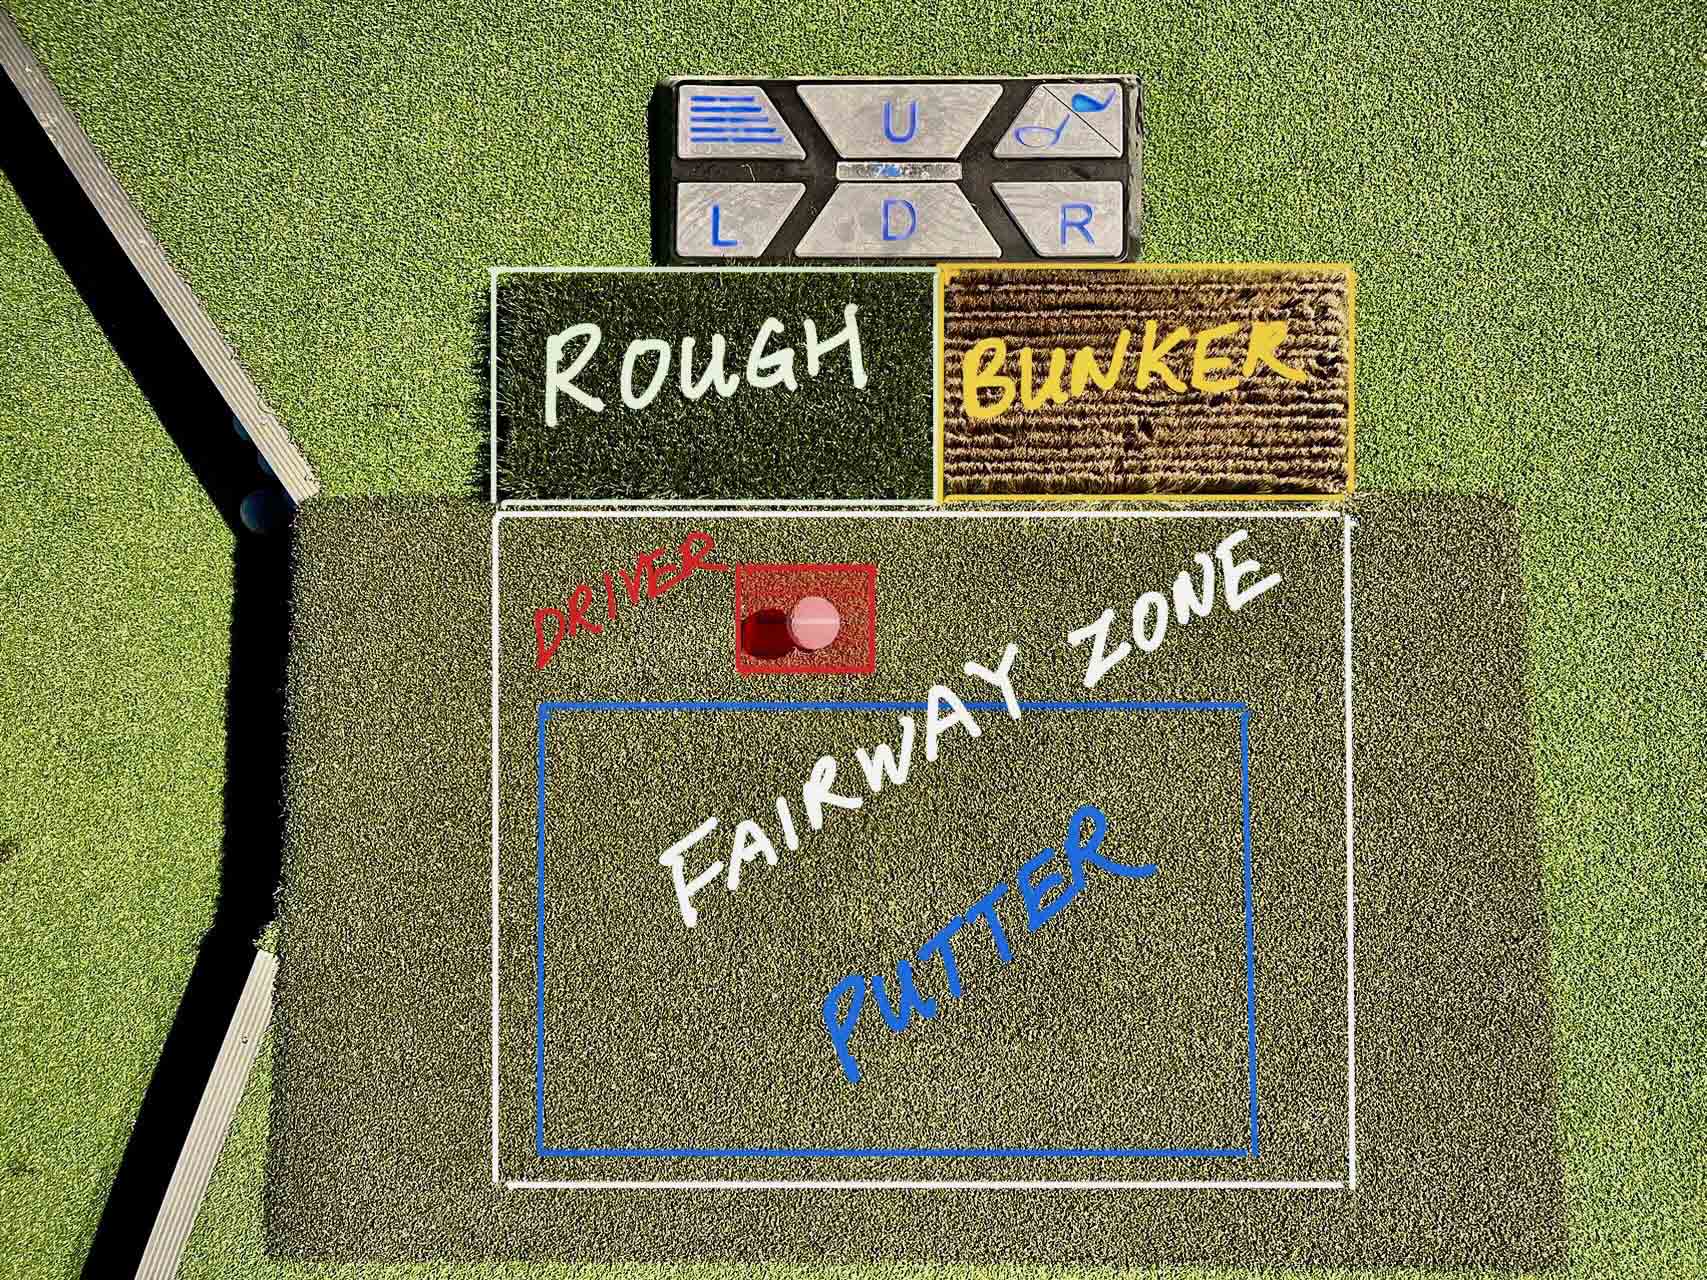 U
L D R
ROUGH
BUNKER
DRIVER
FAIRWAY ZONE
PUTTER